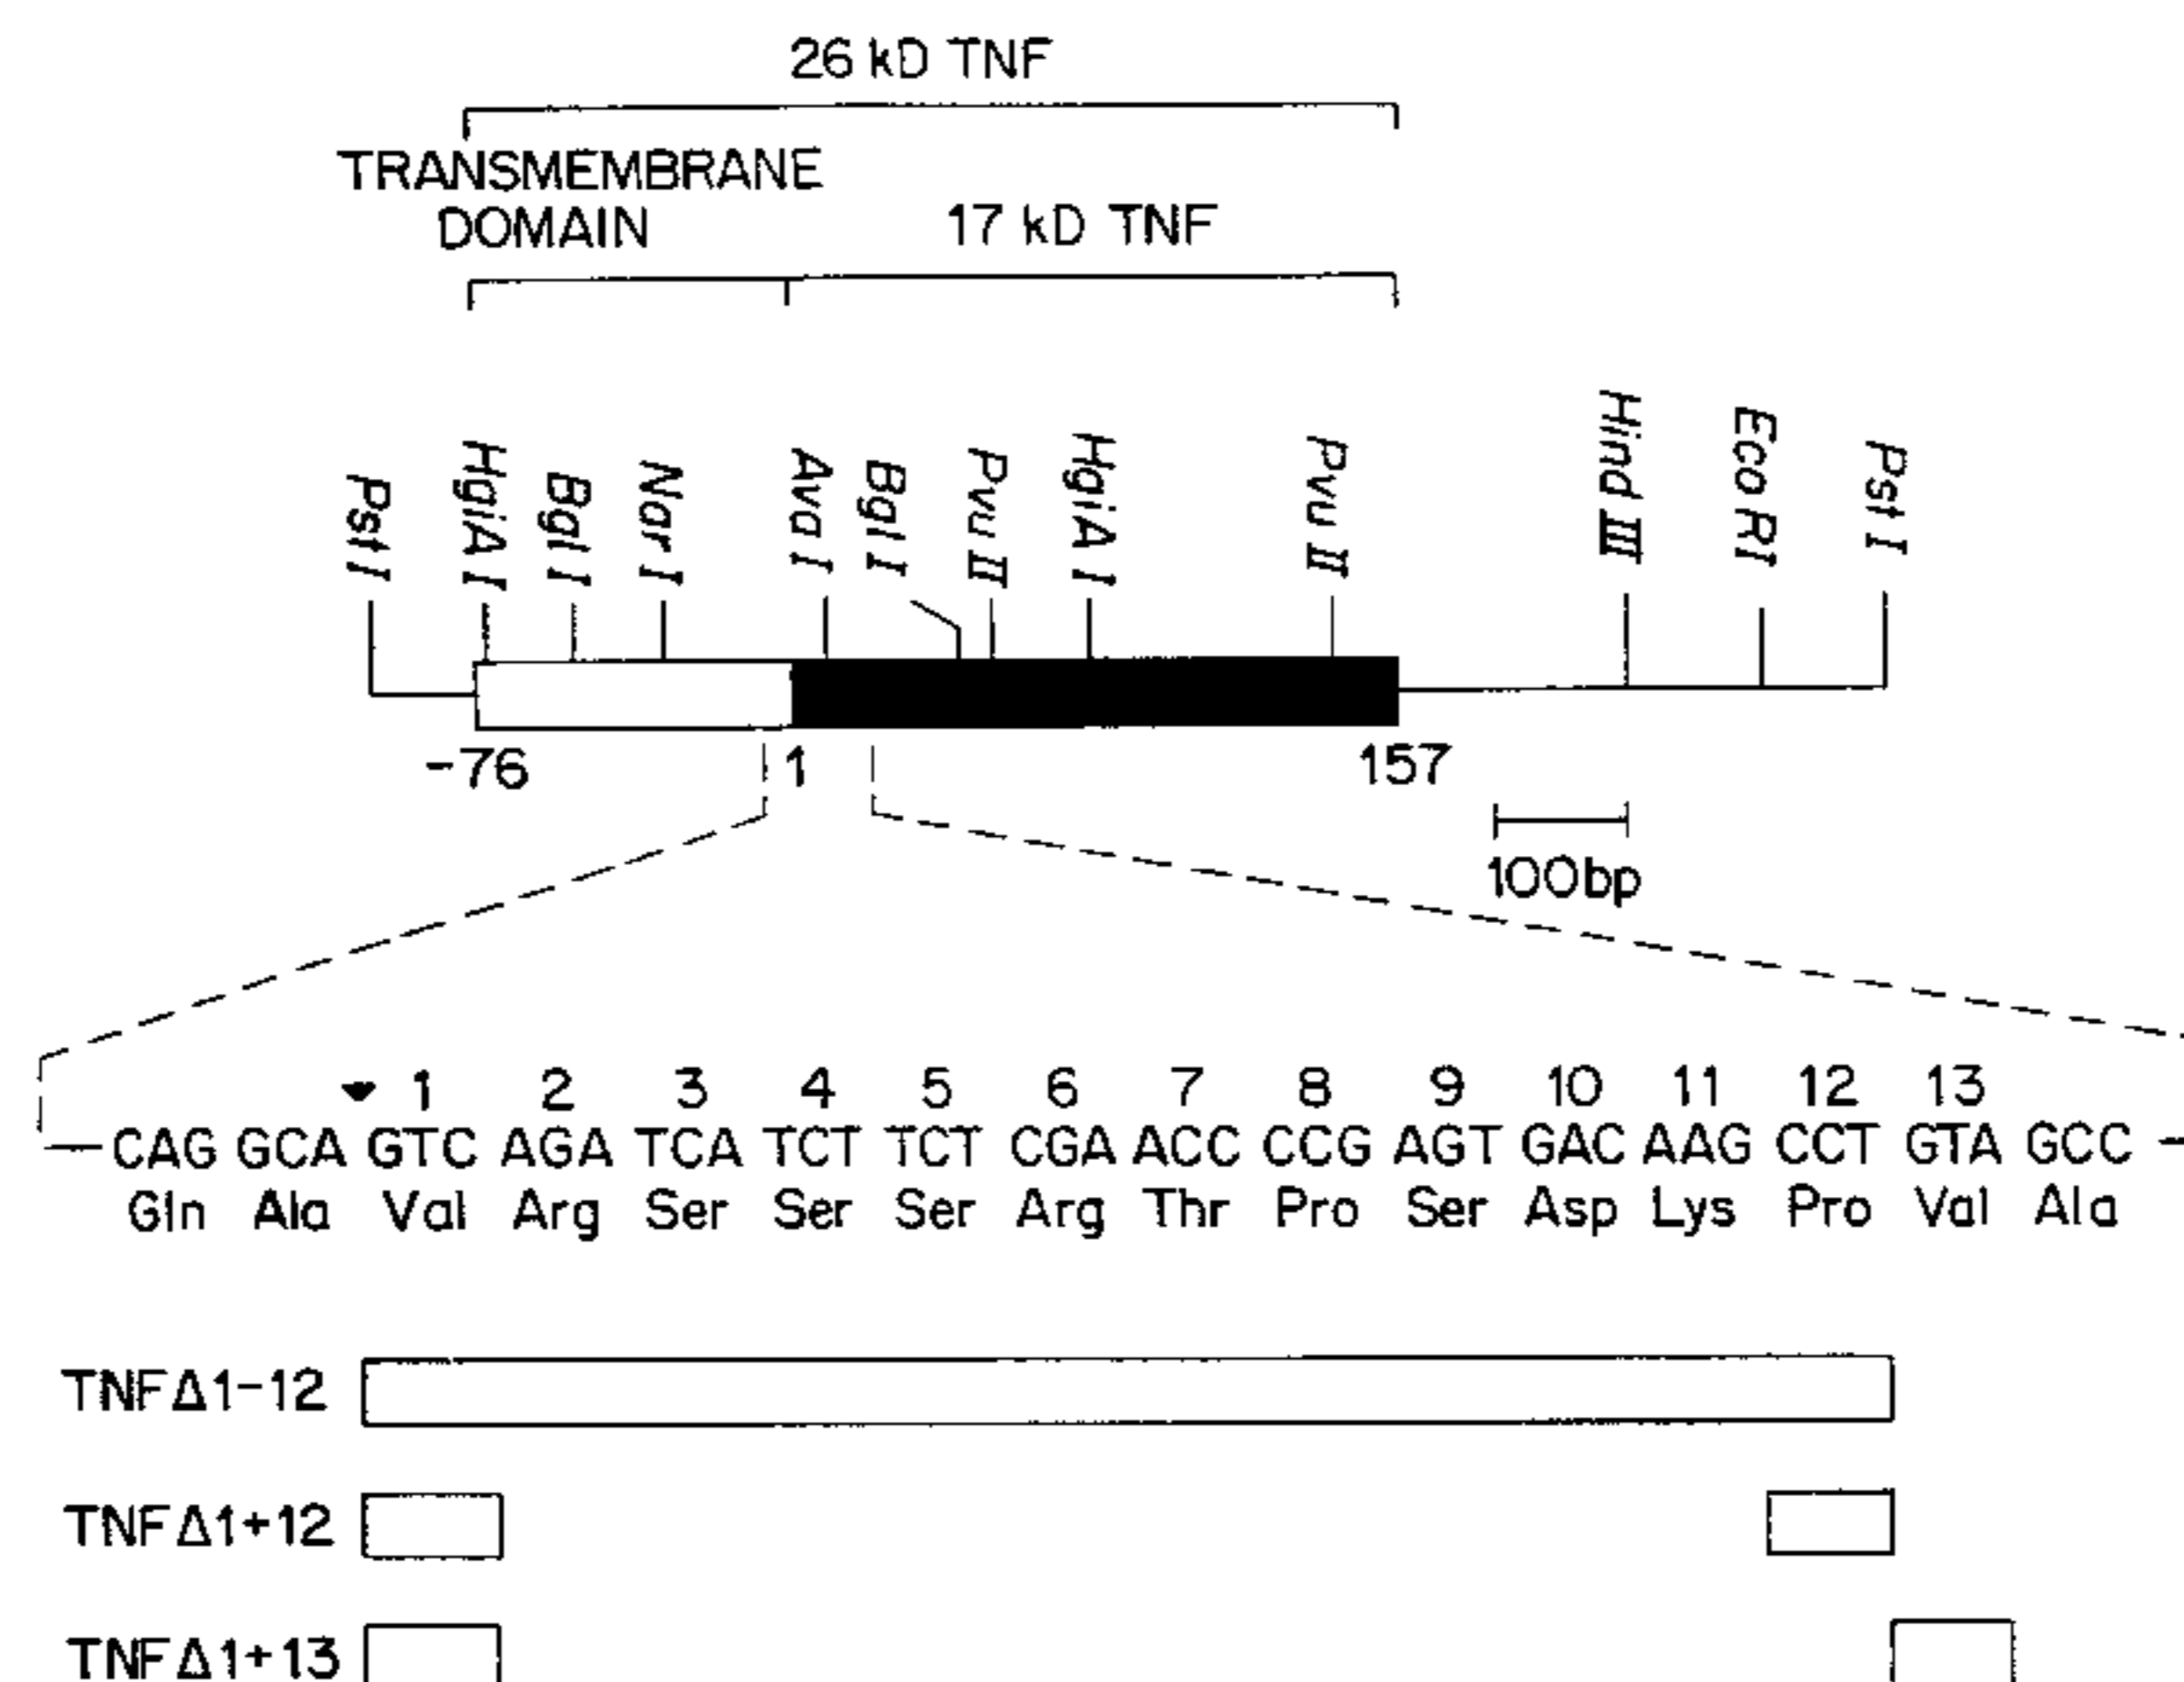 26 kD TNF
TRANSMEMBRANE
DOMAIN
17 kD TNF
Pst I
HgiA I
Bgl I
Nar I
Ava I
Bgl I
Pvu II
HgiA I
Pvu II
Hind III
Eco RI
Pst I
-76 1 157
100bp
1 2 3 4 5 6 7 8 9 10 11 12 13
—CAG GCA GTC AGA TCA TCT TCT CGA ACC CCG AGT GAC AAG CCT GTA GCC -
Gln Ala Val Arg Ser Ser Ser Arg Thr Pro Ser Asp Lys Pro Val Ala
TNFΔ1-12
TNFΔ1+12
TNFΔ1+13